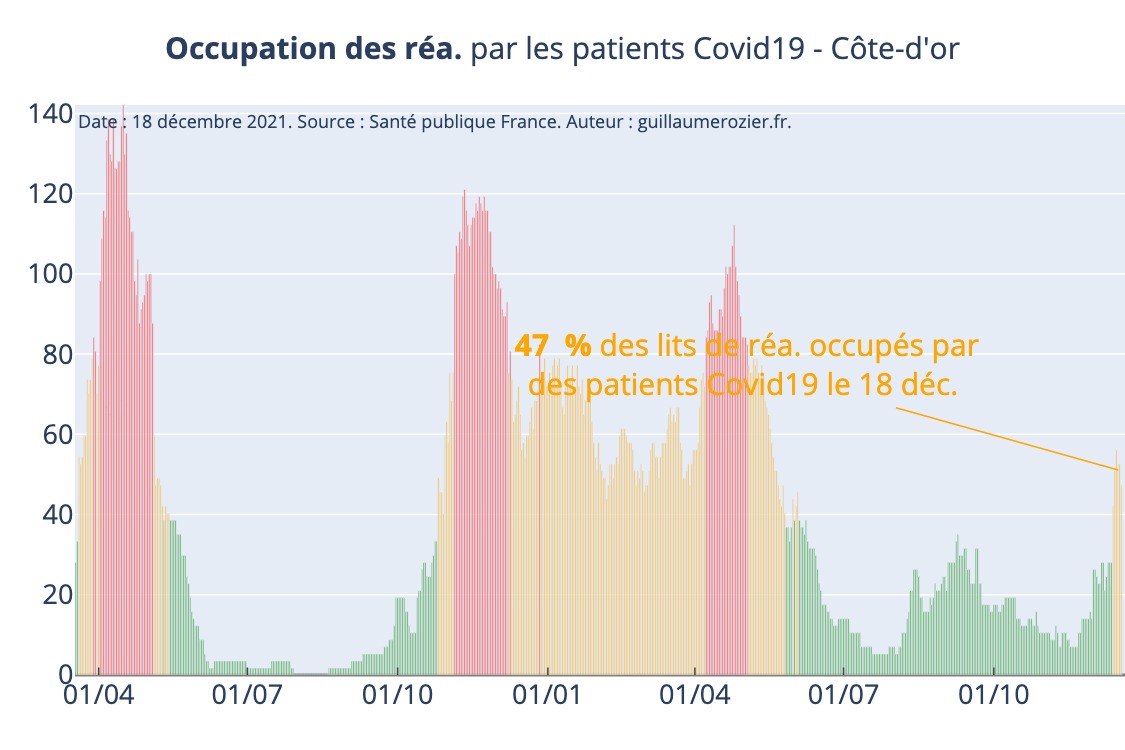 Occupation des réa. par les patients Covid19 - Côte-d'or
140
Date : 18 décembre 2021. Source : Santé publique France. Auteur : guillaumerozier.fr.
120
100
80
47 % des lits de réa. occupés par
des patients Covid19 le 18 déc.
60
40
20
0
01/04 01/07 01/10 01/01 01/04 01/07 01/10